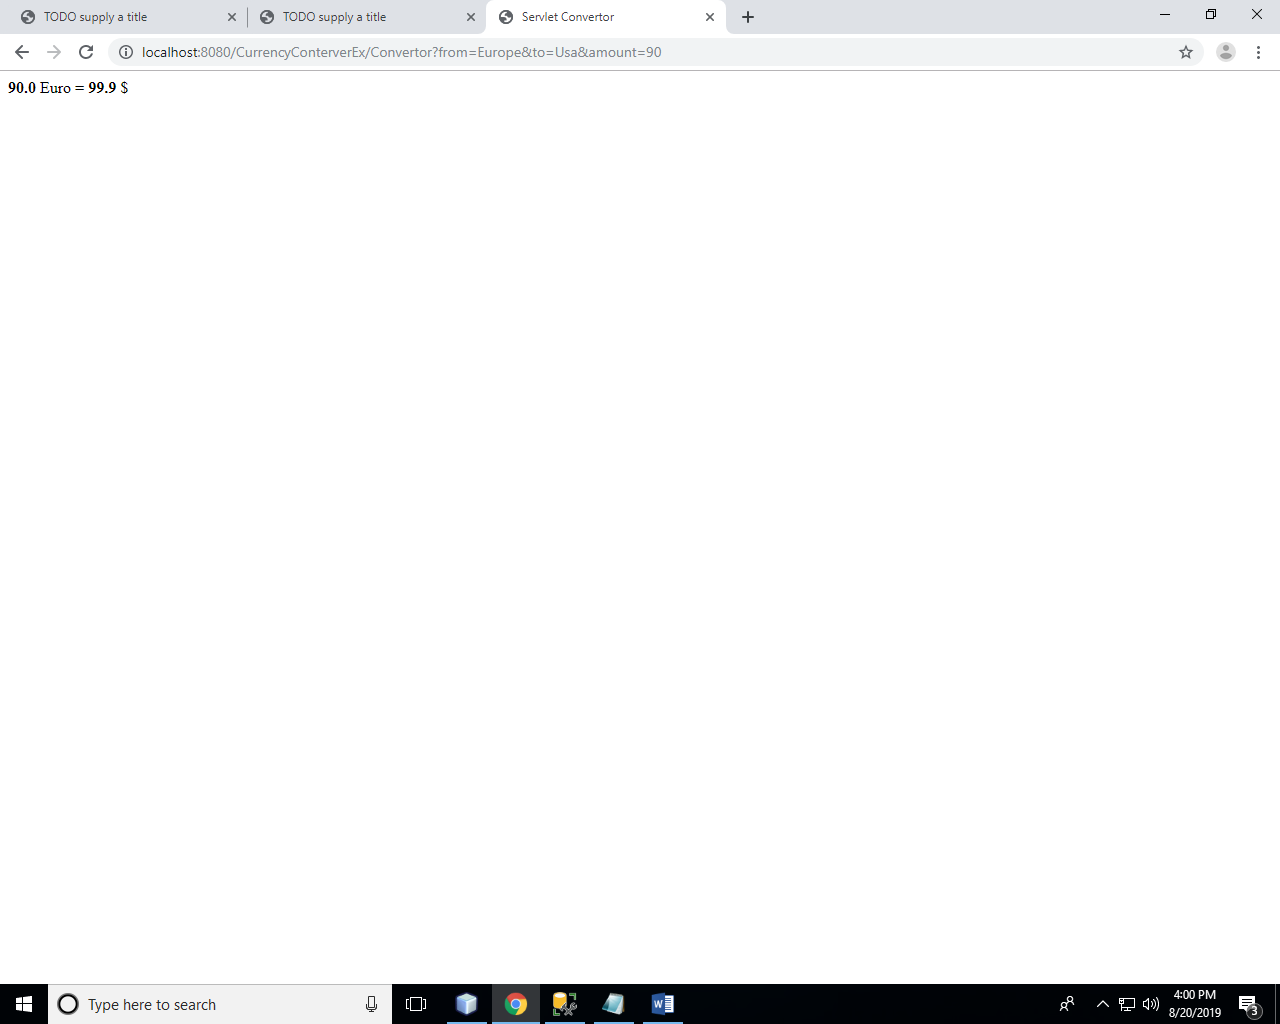 TODO supply a title
TODO supply a title
Servlet Convertor
localhost:8080/CurrencyConterverEx/Convertor?from=Europe&to=Usa&amount=90
90.0 Euro = 99.9 $
Type here to search
4:00 PM
8/20/2019
3